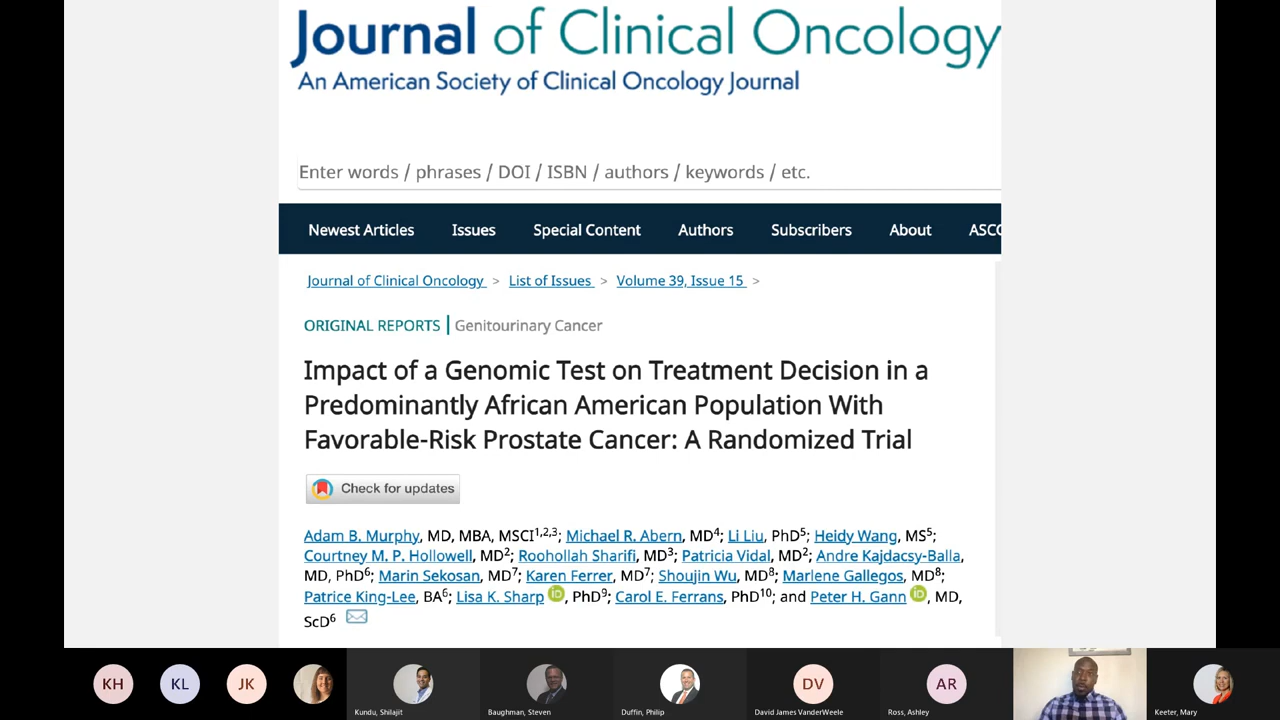 Journal of Clinical Oncology
An American Society of Clinical Oncology Journal
Enter words / phrases / DOI / ISBN / authors / keywords / etc.
Newest Articles Issues Special Content Authors Subscribers About ASCO
Journal of Clinical Oncology > List of Issues > Volume 39, Issue 15 >
ORIGINAL REPORTS | Genitourinary Cancer
Impact of a Genomic Test on Treatment Decision in a
Predominantly African American Population With
Favorable-Risk Prostate Cancer: A Randomized Trial
Check for updates
Adam B. Murphy, MD, MBA, MSCI1,2,3; Michael R. Abern, MD4; Li Liu, PhD5; Heidy Wang, MS5;
Courtney M. P. Hollowell, MD2; Roohollah Sharifi, MD3; Patricia Vidal, MD2; Andre Kajdacsy-Balla,
MD, PhD6; Marin Sekosan, MD7; Karen Ferrer, MD7; Shoujin Wu, MD8; Marlene Gallegos, MD8;
Patrice King-Lee, BA6; Lisa K. Sharp iD, PhD9; Carol E. Ferrans, PhD10; and Peter H. Gann iD, MD,
ScD6
KH KL JK DV AR
Kundu, Shilajit Baughman, Steven Duffin, Philip David James VanderWeele Ross, Ashley Keeter, Mary